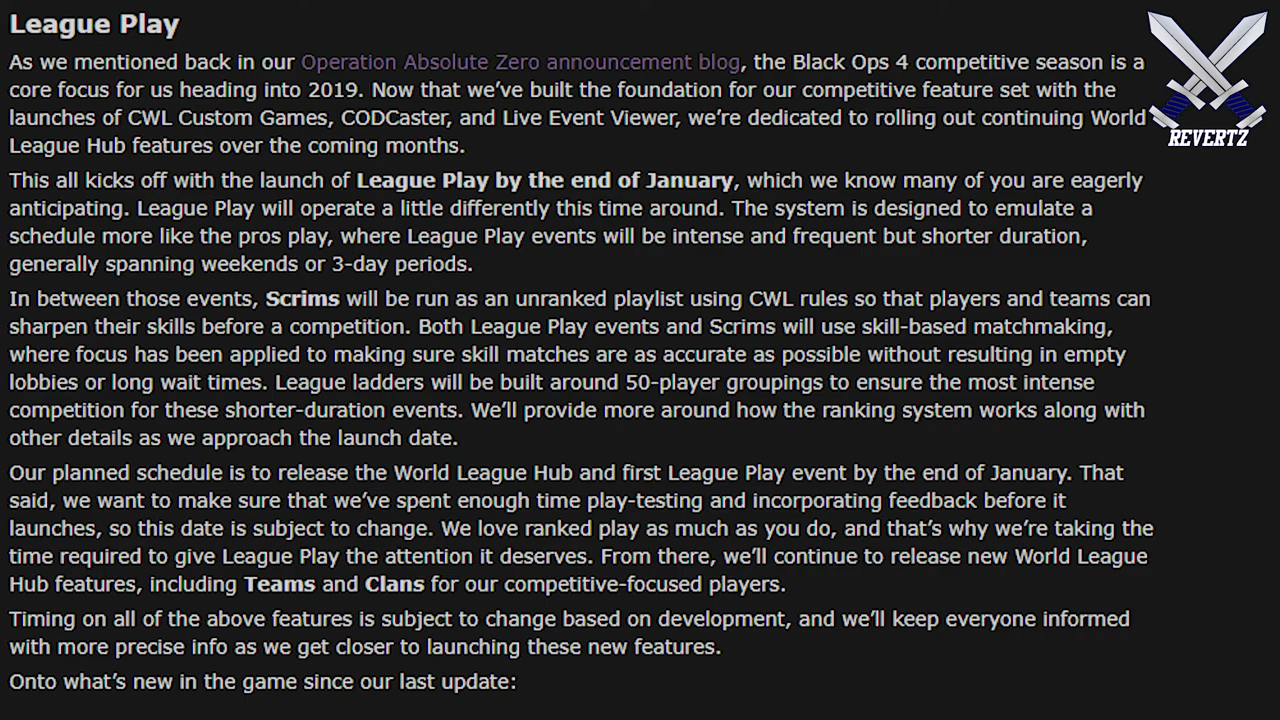 League Play
As we mentioned back in our Operation Absolute Zero announcement blog, the Black Ops 4 competitive season is a
core focus for us heading into 2019. Now that we’ve built the foundation for our competitive feature set with the
launches of CWL Custom Games, CODCaster, and Live Event Viewer, we’re dedicated to rolling out continuing World
League Hub features over the coming months.
This all kicks off with the launch of League Play by the end of January, which we know many of you are eagerly
anticipating. League Play will operate a little differently this time around. The system is designed to emulate a
schedule more like the pros play, where League Play events will be intense and frequent but shorter duration,
generally spanning weekends or 3-day periods.
In between those events, Scrims will be run as an unranked playlist using CWL rules so that players and teams can
sharpen their skills before a competition. Both League Play events and Scrims will use skill-based matchmaking,
where focus has been applied to making sure skill matches are as accurate as possible without resulting in empty
lobbies or long wait times. League ladders will be built around 50-player groupings to ensure the most intense
competition for these shorter-duration events. We’ll provide more around how the ranking system works along with
other details as we approach the launch date.
Our planned schedule is to release the World League Hub and first League Play event by the end of January. That
said, we want to make sure that we’ve spent enough time play-testing and incorporating feedback before it
launches, so this date is subject to change. We love ranked play as much as you do, and that’s why we’re taking the
time required to give League Play the attention it deserves. From there, we’ll continue to release new World League
Hub features, including Teams and Clans for our competitive-focused players.
Timing on all of the above features is subject to change based on development, and we’ll keep everyone informed
with more precise info as we get closer to launching these new features.
Onto what’s new in the game since our last update:
REVERTZ